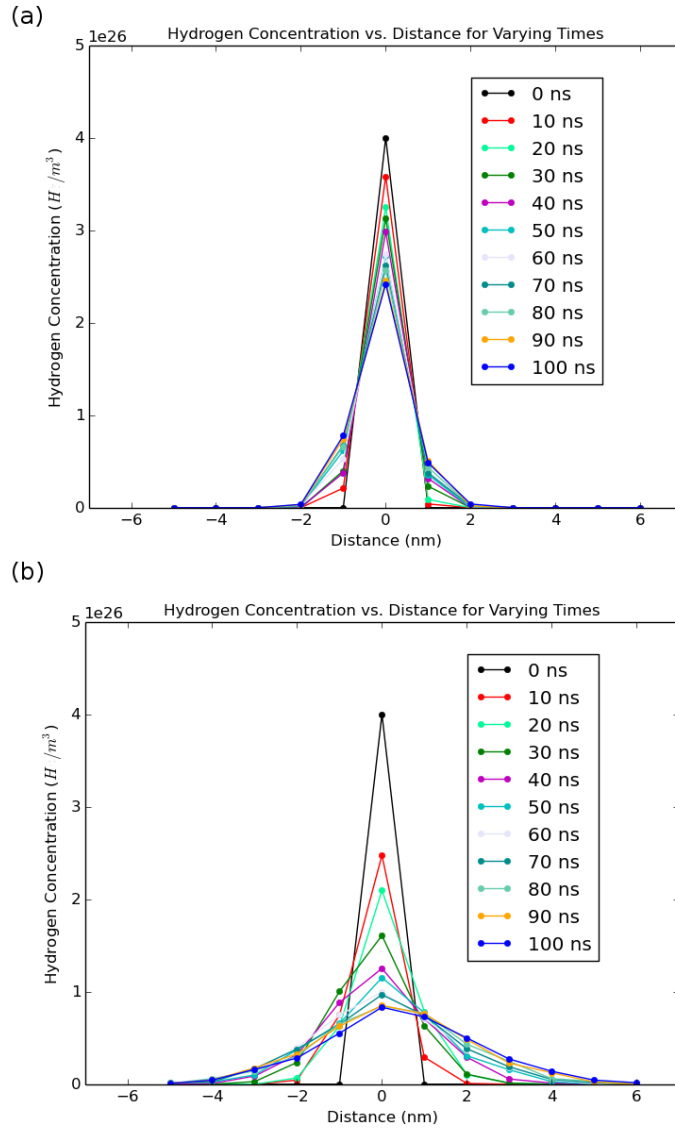 (a)
Hydrogen Concentration vs. Distance for Varying Times
1e26
5
4
3
2
1
0
Hydrogen Concentration (H/m³)
0 ns
10 ns
20 ns
30 ns
40 ns
50 ns
60 ns
70 ns
80 ns
90 ns
100 ns
−6 −4 −2 0 2 4 6
Distance (nm)
(b)
Hydrogen Concentration vs. Distance for Varying Times
1e26
5
4
3
2
1
0
Hydrogen Concentration (H/m³)
0 ns
10 ns
20 ns
30 ns
40 ns
50 ns
60 ns
70 ns
80 ns
90 ns
100 ns
−6 −4 −2 0 2 4 6
Distance (nm)